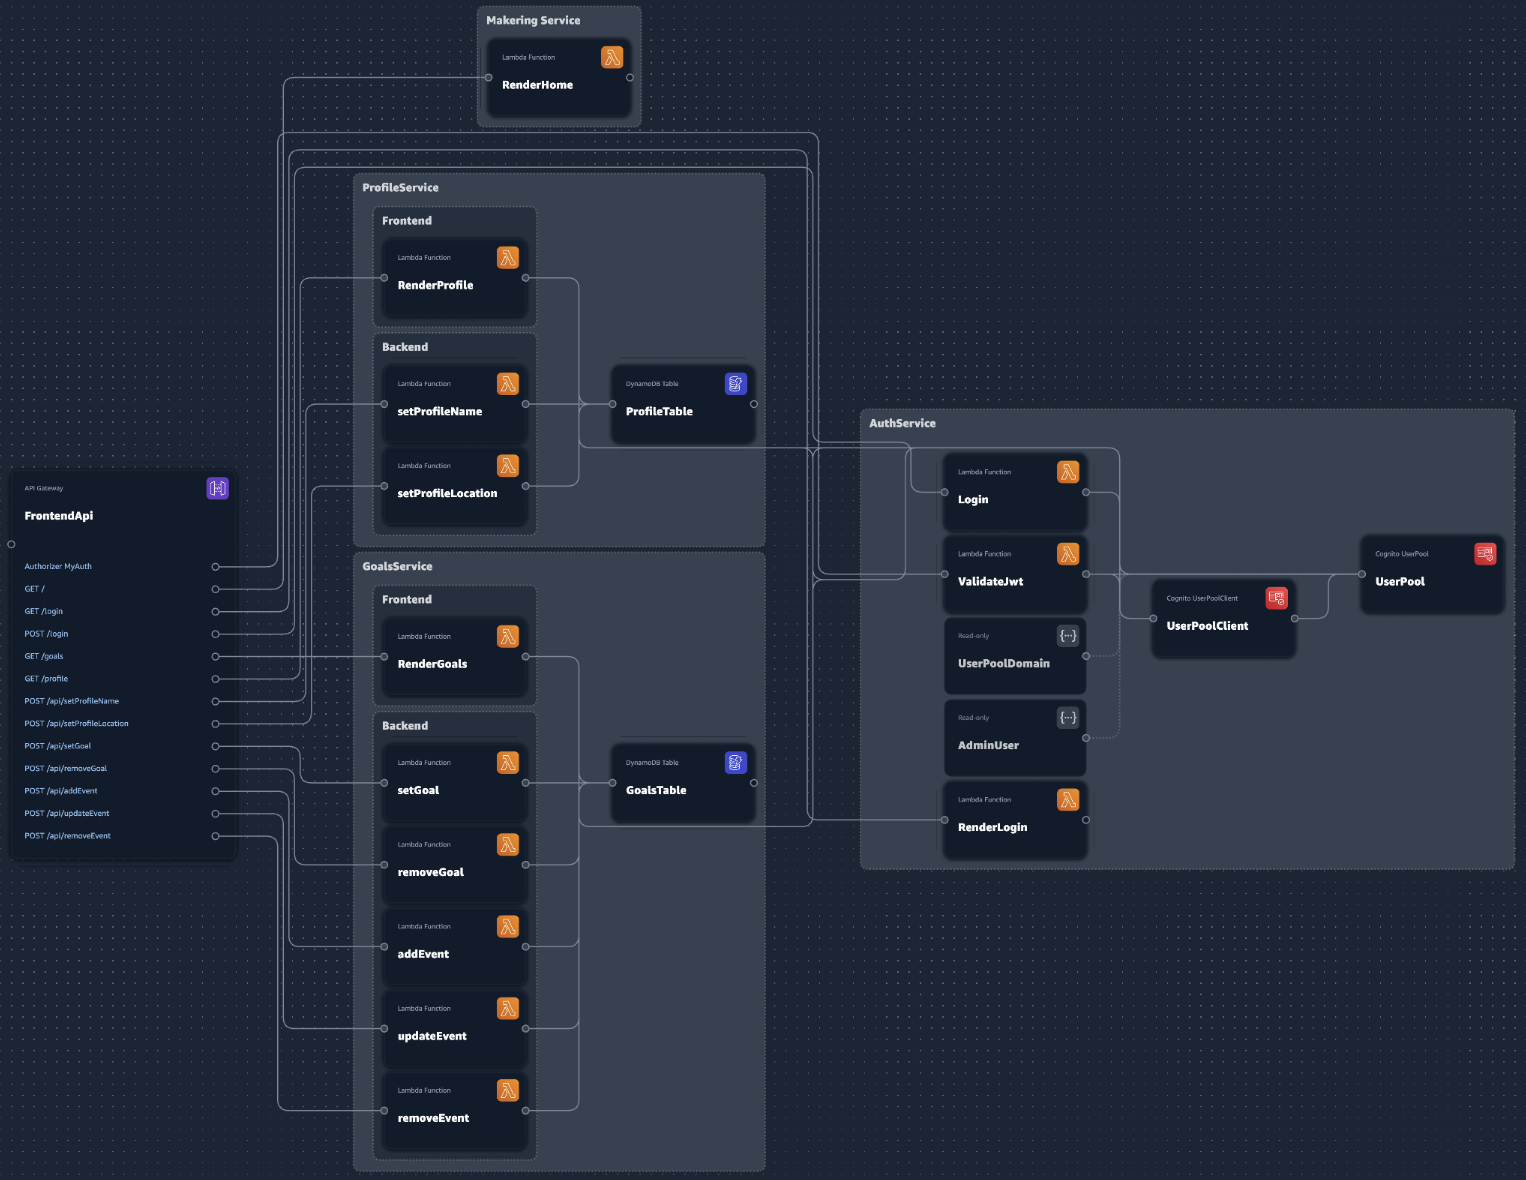 Makering Service
Lambda Function
RenderHome
ProfileService
Frontend
Lambda Function
RenderProfile
Backend
Lambda Function
setProfileName
Lambda Function
setProfileLocation
DynamoDB Table
ProfileTable
API Gateway
FrontendApi
Authorizer MyAuth
GET /
GET /login
POST /login
GET /goals
GET /profile
POST /api/setProfileName
POST /api/setProfileLocation
POST /api/setGoal
POST /api/removeGoal
POST /api/addEvent
POST /api/updateEvent
POST /api/removeEvent
GoalsService
Frontend
Lambda Function
RenderGoals
Backend
Lambda Function
setGoal
Lambda Function
removeGoal
Lambda Function
addEvent
Lambda Function
updateEvent
Lambda Function
removeEvent
DynamoDB Table
GoalsTable
AuthService
Lambda Function
Login
Lambda Function
ValidateJwt
Read-only
{...}
UserPoolDomain
Read-only
{...}
AdminUser
Lambda Function
RenderLogin
Cognito UserPoolClient
UserPoolClient
Cognito UserPool
UserPool